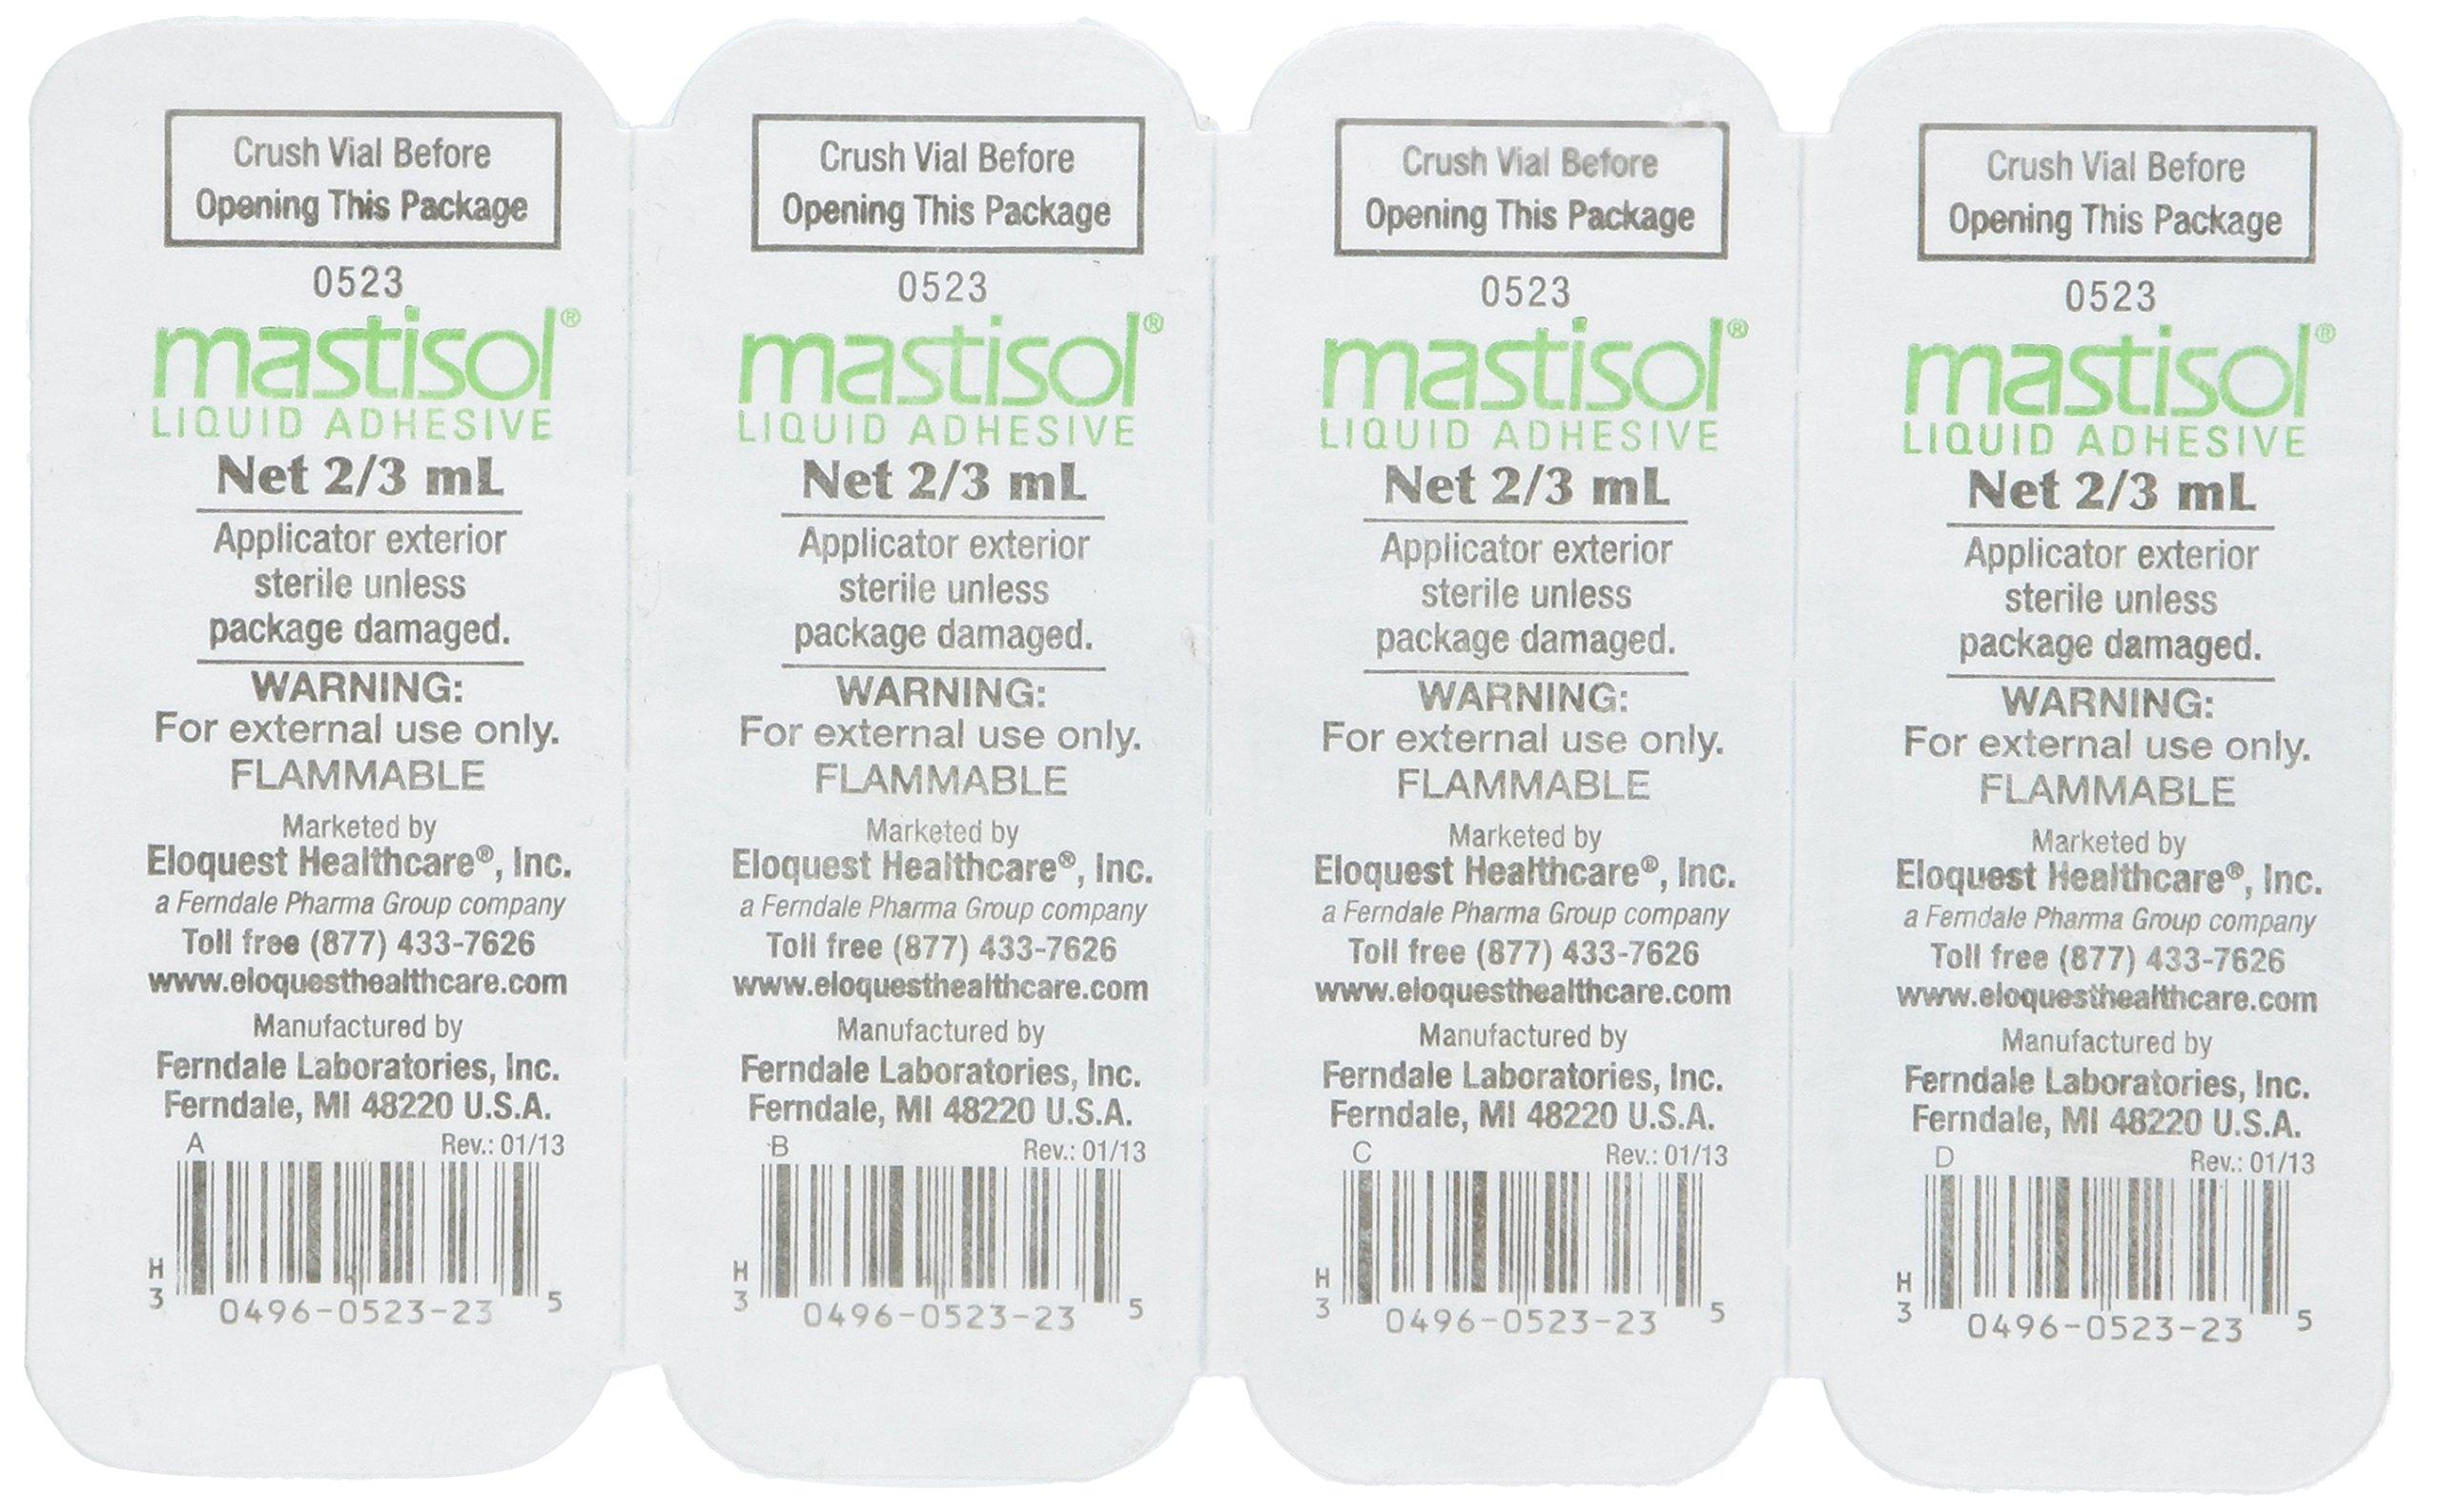 Crush Vial Before
Opening This Package
0523
mastisol®
LIQUID ADHESIVE
Net 2/3 mL
Applicator exterior
sterile unless
package damaged.
WARNING:
For external use only.
FLAMMABLE
Marketed by
Eloquest Healthcare®, Inc.
a Ferndale Pharma Group company
Toll free (877) 433-7626
www.eloquesthealthcare.com
Manufactured by
Ferndale Laboratories, Inc.
Ferndale, MI 48220 U.S.A.
A Rev.: 01/13
H
3 0496-0523-23 5
Crush Vial Before
Opening This Package
0523
mastisol®
LIQUID ADHESIVE
Net 2/3 mL
Applicator exterior
sterile unless
package damaged.
WARNING:
For external use only.
FLAMMABLE
Marketed by
Eloquest Healthcare®, Inc.
a Ferndale Pharma Group company
Toll free (877) 433-7626
www.eloquesthealthcare.com
Manufactured by
Ferndale Laboratories, Inc.
Ferndale, MI 48220 U.S.A.
B Rev.: 01/13
H
3 0496-0523-23 5
Crush Vial Before
Opening This Package
0523
mastisol®
LIQUID ADHESIVE
Net 2/3 mL
Applicator exterior
sterile unless
package damaged.
WARNING:
For external use only.
FLAMMABLE
Marketed by
Eloquest Healthcare®, Inc.
a Ferndale Pharma Group company
Toll free (877) 433-7626
www.eloquesthealthcare.com
Manufactured by
Ferndale Laboratories, Inc.
Ferndale, MI 48220 U.S.A.
C Rev.: 01/13
H
3 0496-0523-23 5
Crush Vial Before
Opening This Package
0523
mastisol®
LIQUID ADHESIVE
Net 2/3 mL
Applicator exterior
sterile unless
package damaged.
WARNING:
For external use only.
FLAMMABLE
Marketed by
Eloquest Healthcare®, Inc.
a Ferndale Pharma Group company
Toll free (877) 433-7626
www.eloquesthealthcare.com
Manufactured by
Ferndale Laboratories, Inc.
Ferndale, MI 48220 U.S.A.
D Rev.: 01/13
H
3 0496-0523-23 5